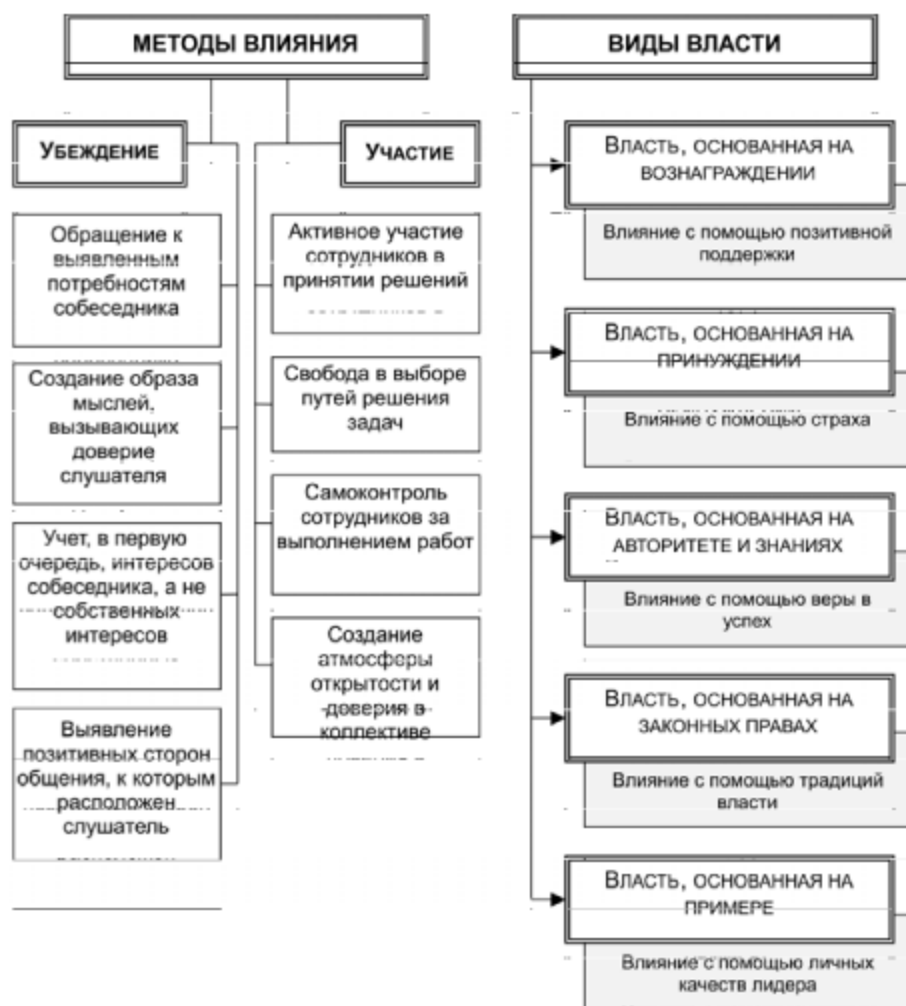 МЕТОДЫ ВЛИЯНИЯ
УБЕЖДЕНИЕ
Обращение к
выявленным
потребностям
собеседника
Создание образа
мыслей,
вызывающих
доверие
слушателя
Учет, в первую
очередь, интересов
собеседника, а не
собственных
интересов
Выявление
позитивных сторон
общения, к которым
расположен
слушатель
УЧАСТИЕ
Активное участие
сотрудников в
принятии решений
Свобода в выборе
путей решения
задач
Самоконтроль
сотрудников за
выполнением работ
Создание
атмосферы
открытости и
доверия в
коллективе
ВИДЫ ВЛАСТИ
ВЛАСТЬ, ОСНОВАННАЯ НА
ВОЗНАГРАЖДЕНИИ
Влияние с помощью позитивной
поддержки
ВЛАСТЬ, ОСНОВАННАЯ НА
ПРИНУЖДЕНИИ
Влияние с помощью страха
ВЛАСТЬ, ОСНОВАННАЯ НА
АВТОРИТЕТЕ И ЗНАНИЯХ
Влияние с помощью веры в
успех
ВЛАСТЬ, ОСНОВАННАЯ НА
ЗАКОННЫХ ПРАВАХ
Влияние с помощью традиций
власти
ВЛАСТЬ, ОСНОВАННАЯ НА
ПРИМЕРЕ
Влияние с помощью личных
качеств лидера